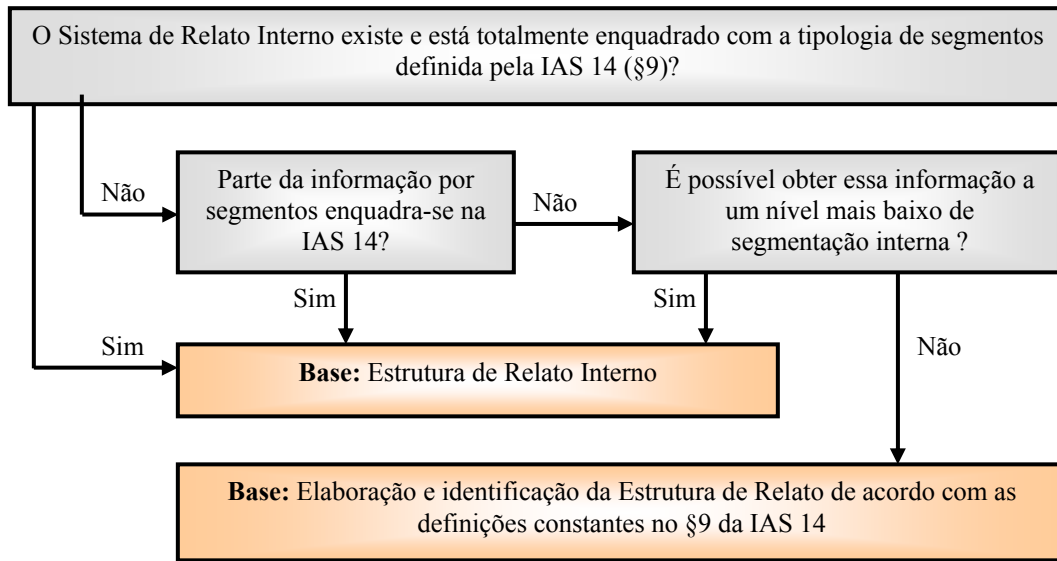 O Sistema de Relato Interno existe e está totalmente enquadrado com a tipologia de segmentos
definida pela IAS 14 (§9)?
Não
Parte da informação por
segmentos enquadra-se na
IAS 14?
Não
É possível obter essa informação a
um nível mais baixo de
segmentação interna ?
Sim
Sim
Sim
Não
Base: Estrutura de Relato Interno
Base: Elaboração e identificação da Estrutura de Relato de acordo com as
definições constantes no §9 da IAS 14